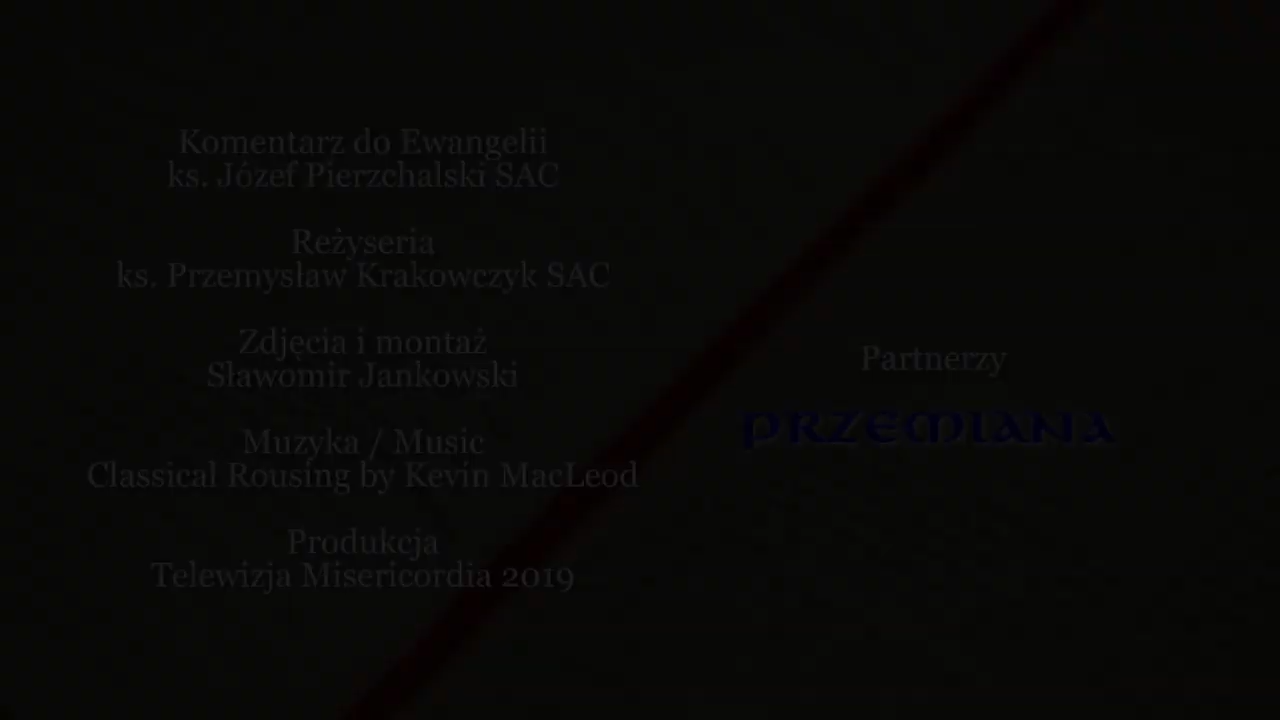 Komentarz do Ewangelii
ks. Józef Pierzchalski SAC
Reżyseria
ks. Przemysław Krakowczyk SAC
Zdjęcia i montaż
Sławomir Jankowski
Muzyka / Music
Classical Rousing by Kevin MacLeod
Produkcja
Telewizja Misericordia 2019
Partnerzy
PRZEMIANA